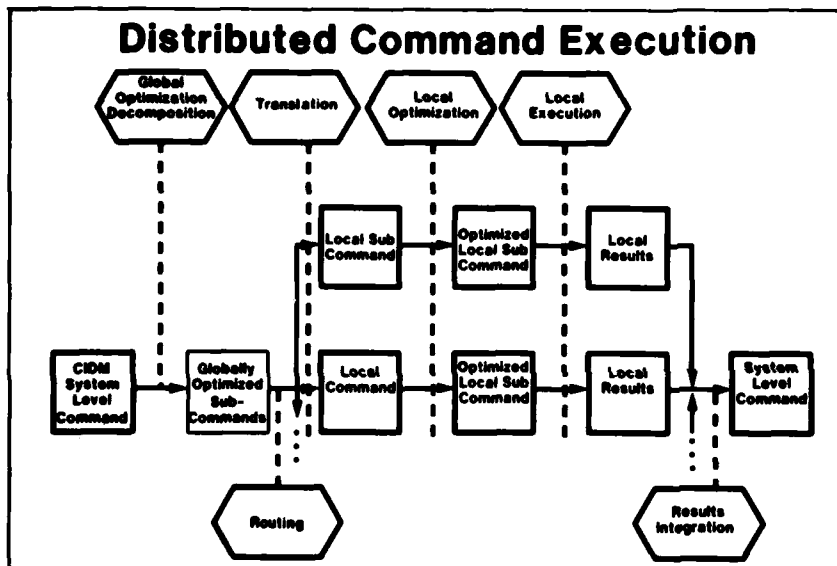 Distributed Command Execution
Global
Optimization
Decomposition
Translation
Local
Optimization
Local
Execution
Local Sub
Command
Optimized
Local Sub
Command
Local
Results
CIDM
System
Level
Command
Globally
Optimized
Sub-
Commands
Local
Command
Optimized
Local Sub
Command
Local
Results
System
Level
Command
Routing
Results
Integration